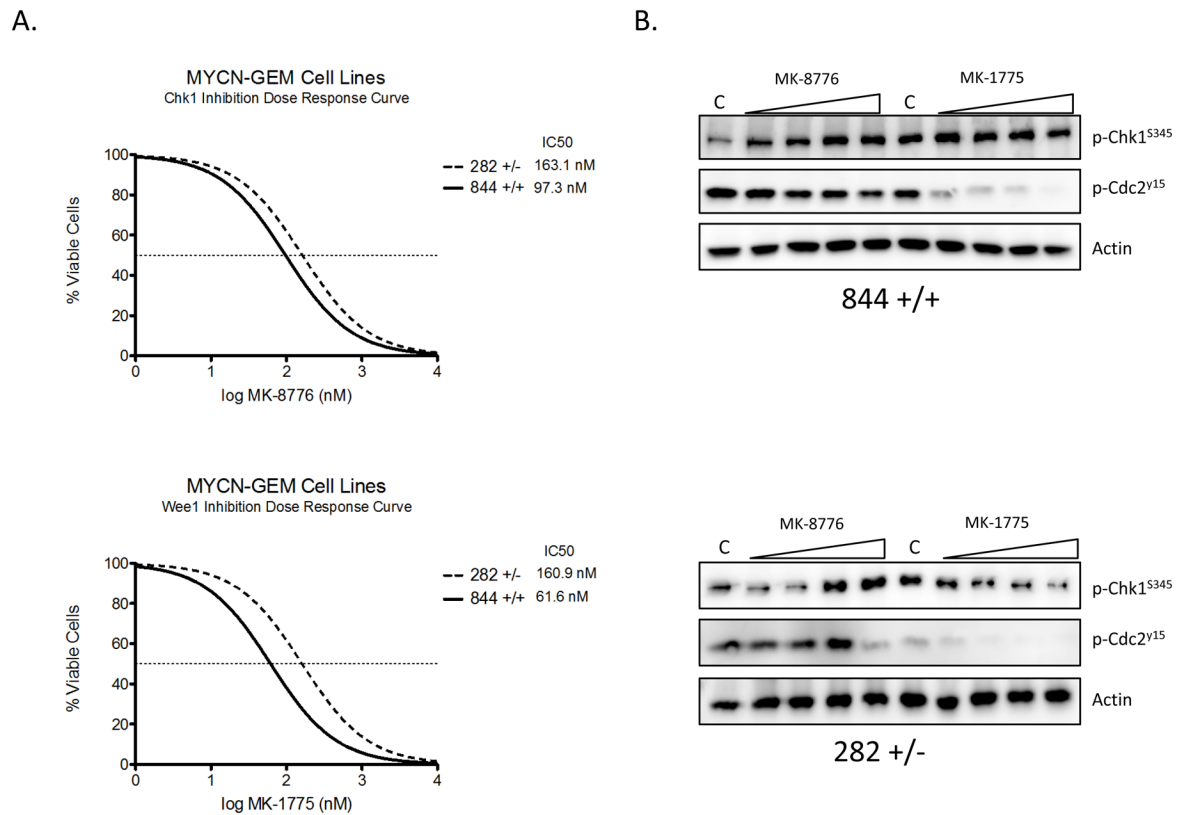 A.
MYCN-GEM Cell Lines
Chk1 Inhibition Dose Response Curve
IC50
282 +/- 163.1 nM
844 +/+ 97.3 nM
% Viable Cells
100
80
60
40
20
0
0 1 2 3 4
log MK-8776 (nM)
MYCN-GEM Cell Lines
Wee1 Inhibition Dose Response Curve
IC50
282 +/- 160.9 nM
844 +/+ 61.6 nM
% Viable Cells
100
80
60
40
20
0
0 1 2 3 4
log MK-1775 (nM)
B.
MK-8776 MK-1775
C C
p-Chk1S345
p-Cdc2y15
Actin
844 +/+
MK-8776 MK-1775
C C
p-Chk1S345
p-Cdc2y15
Actin
282 +/-